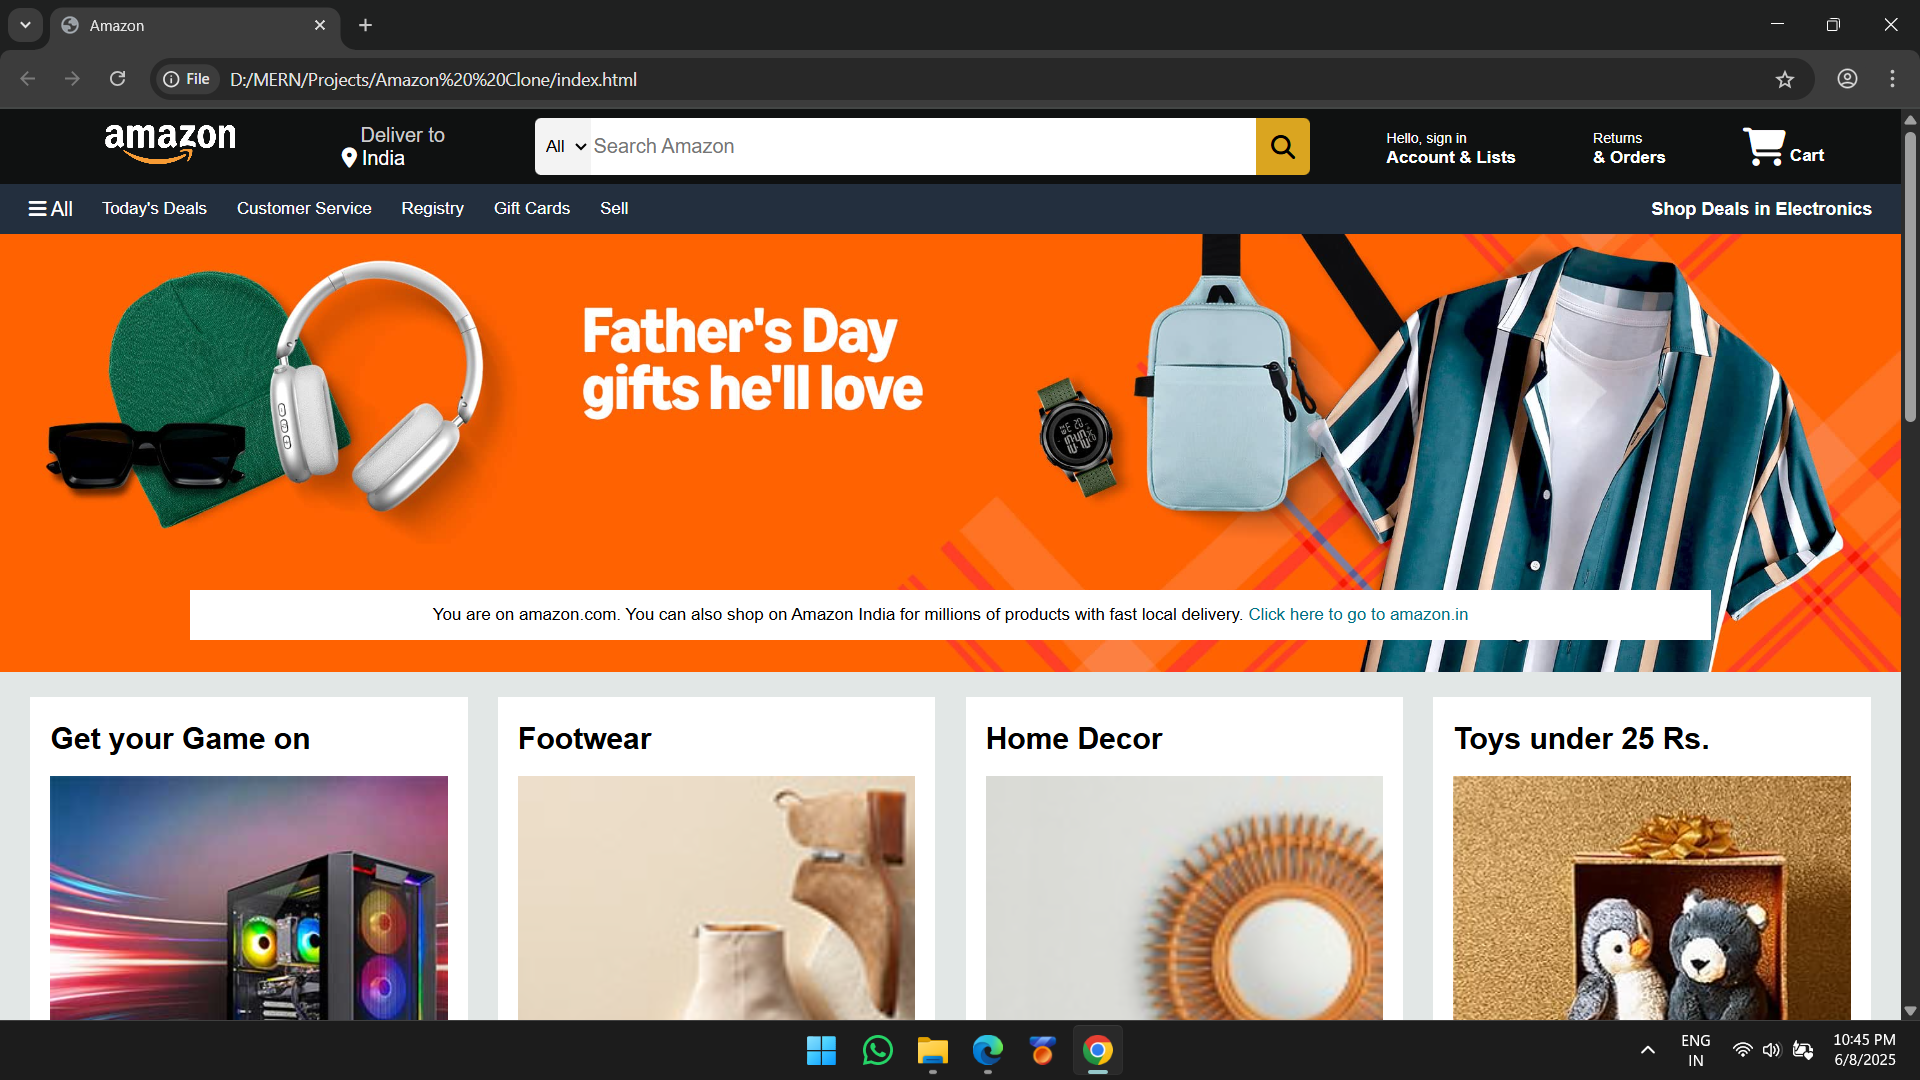 Amazon
File D:/MERN/Projects/Amazon%20%20Clone/index.html
amazon
Deliver to
India
All
Search Amazon
Hello, sign in
Account & Lists
Returns
& Orders
Cart
All Today's Deals Customer Service Registry Gift Cards Sell Shop Deals in Electronics
Father's Day
gifts he'll love
You are on amazon.com. You can also shop on Amazon India for millions of products with fast local delivery. Click here to go to amazon.in
Get your Game on
Footwear
Home Decor
Toys under 25 Rs.
ENG
IN
10:45 PM
6/8/2025